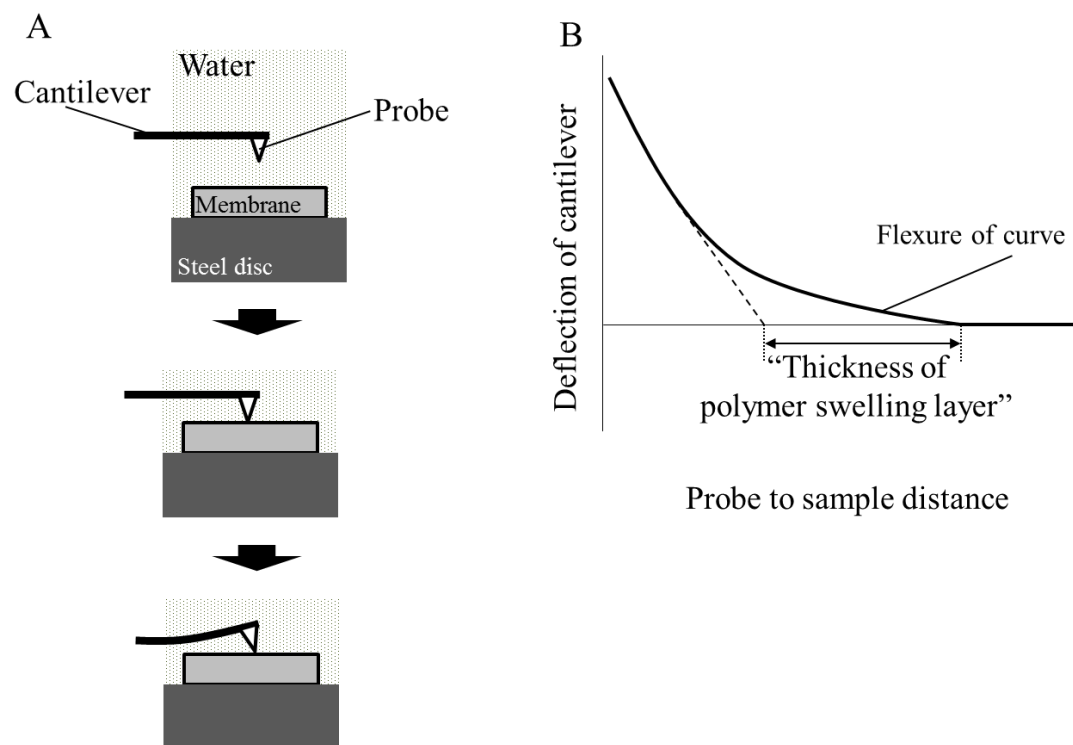 A
Water
Cantilever
Probe
Membrane
Steel disc
B
Deflection of cantilever
Flexure of curve
“Thickness of
polymer swelling layer”
Probe to sample distance